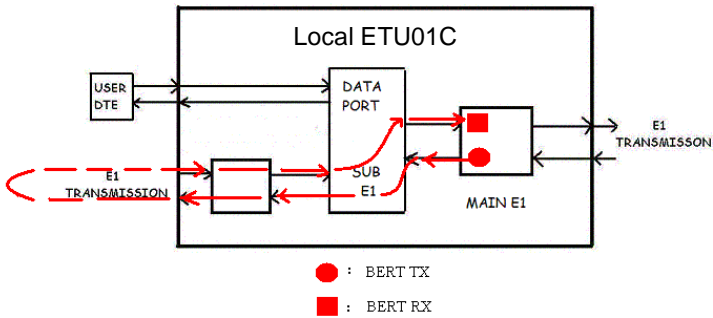 Local ETU01C
USER
DTE
DATA
PORT
SUB
E1
E1
TRANSMISSION
MAIN E1
E1
TRANSMISSON
: BERT TX
: BERT RX